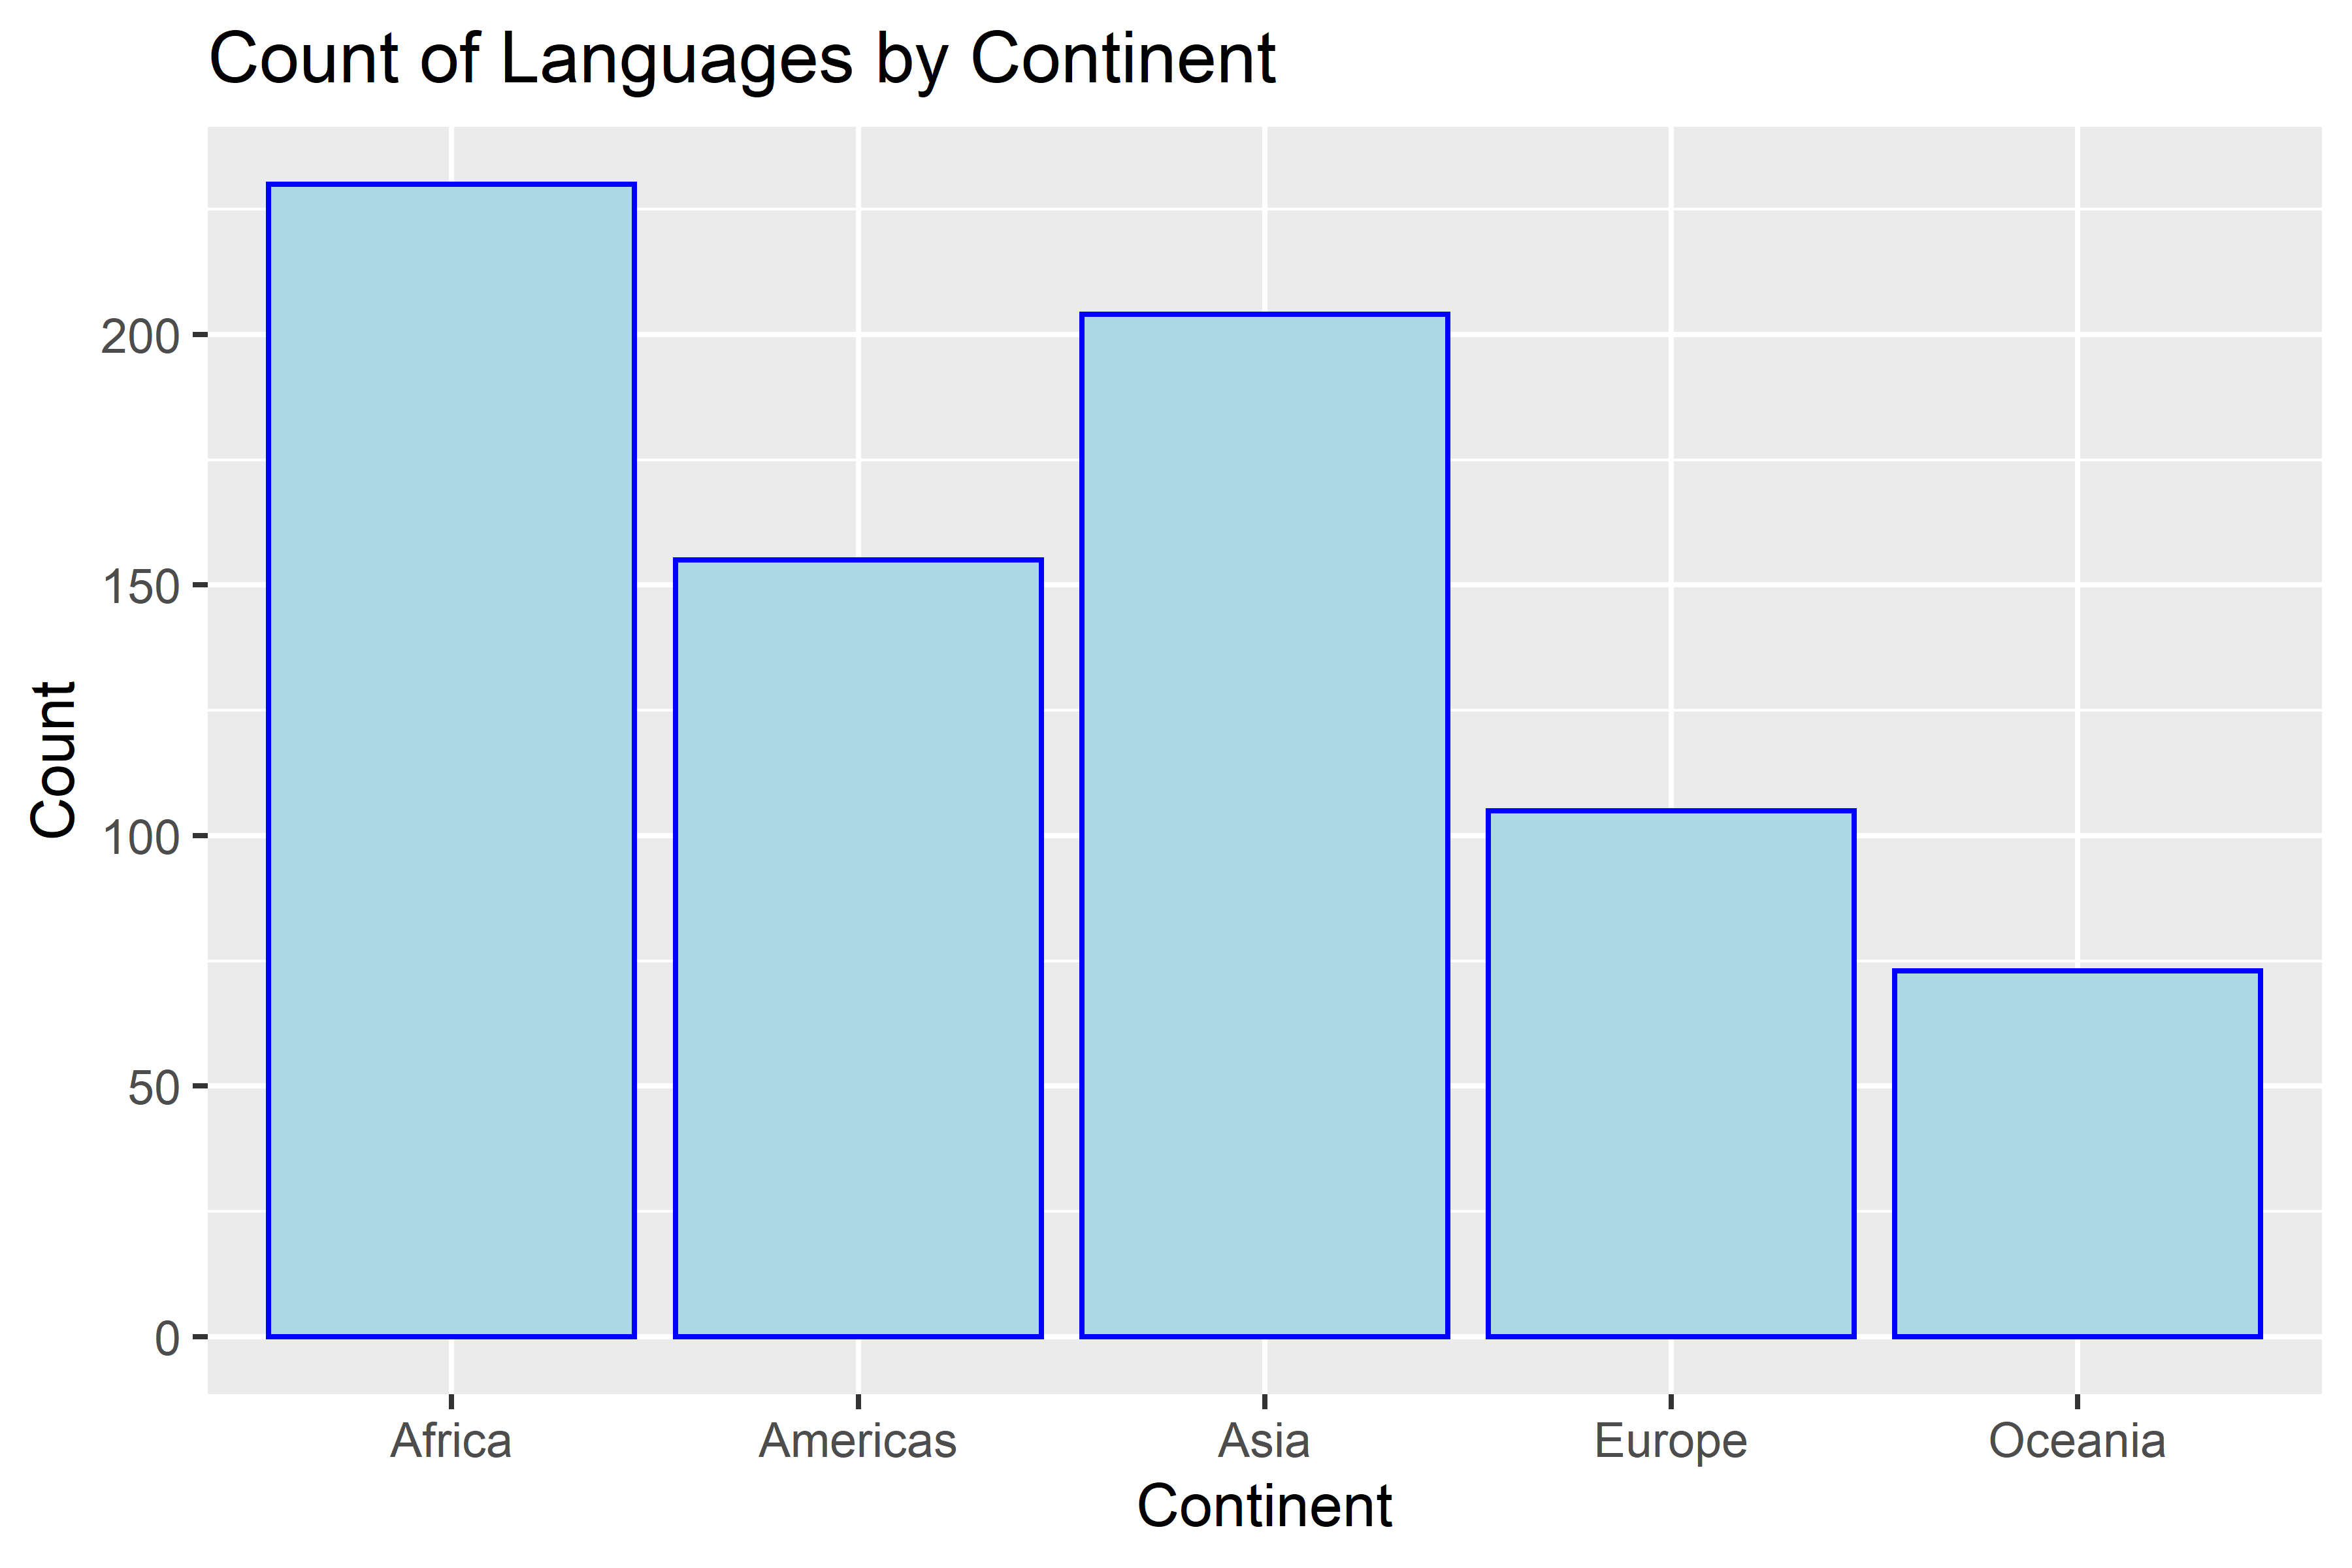 Count of Languages by Continent
Count
200
150
100
50
0
Africa Americas Asia Europe Oceania
Continent